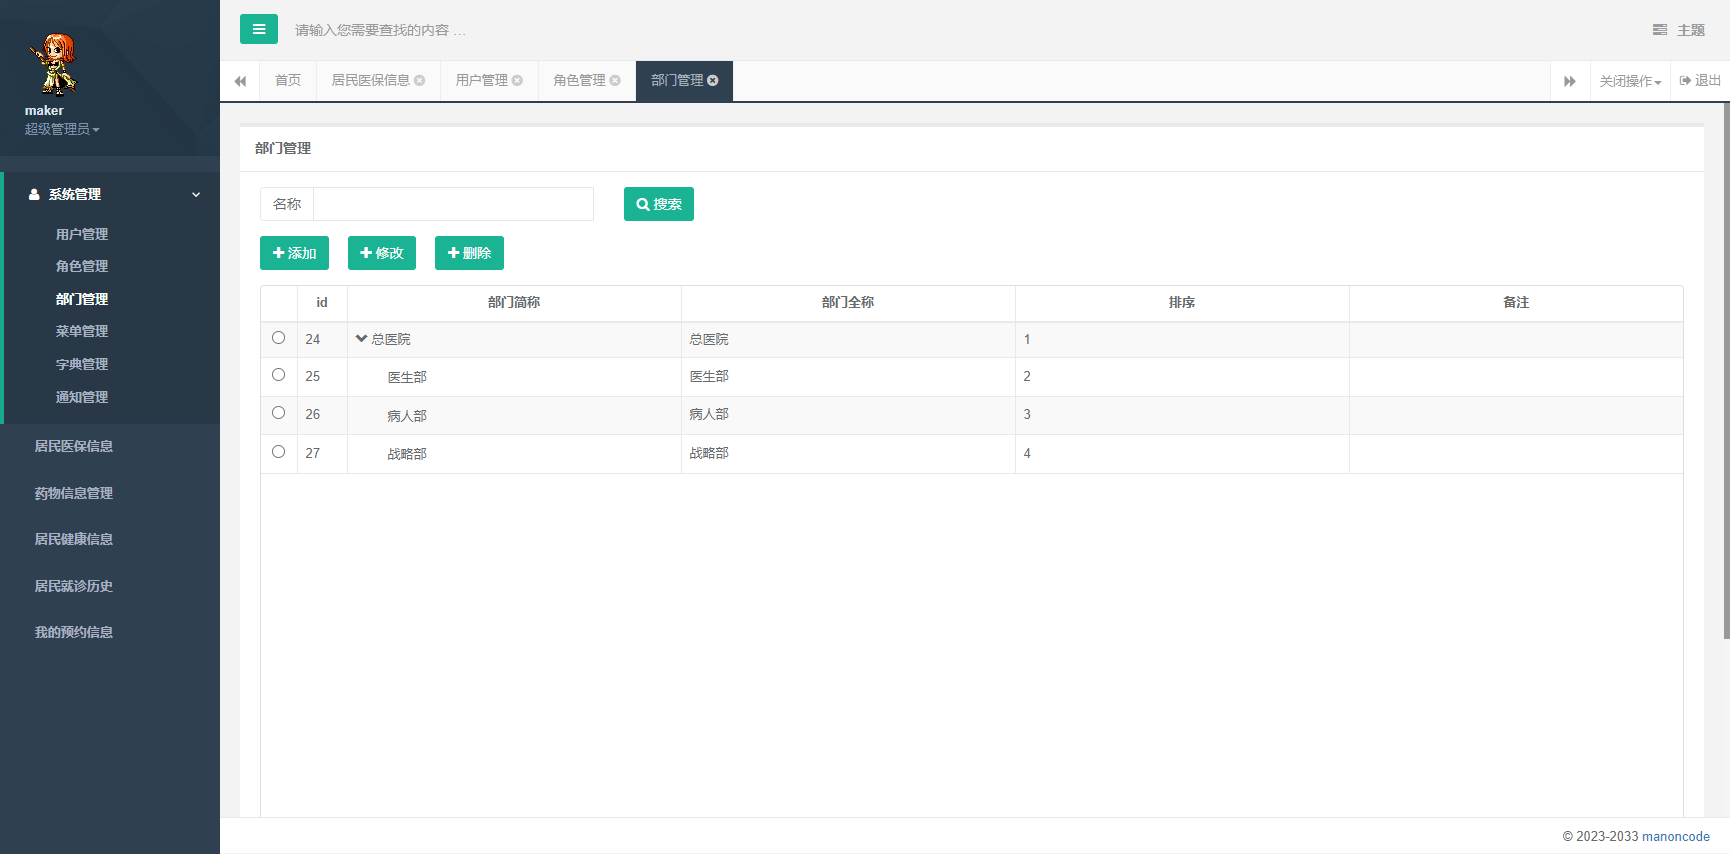 maker
超级管理员
系统管理
用户管理
角色管理
部门管理
菜单管理
字典管理
通知管理
居民医保信息
药物信息管理
居民健康信息
居民就诊历史
我的预约信息
请输入您需要查找的内容 …
主题
首页 居民医保信息 用户管理 角色管理 部门管理 关闭操作 退出
部门管理
名称 搜索
添加 修改 删除
id 部门简称 部门全称 排序 备注
24 总医院 总医院 1
25 医生部 医生部 2
26 病人部 病人部 3
27 战略部 战略部 4
© 2023-2033 manoncode